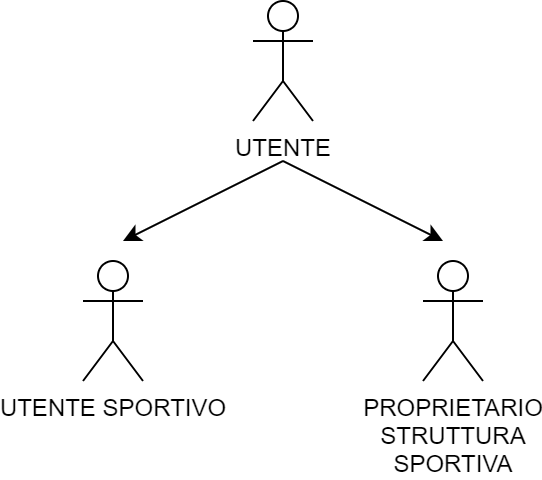 UTENTE
UTENTE SPORTIVO
PROPRIETARIO
STRUTTURA
SPORTIVA